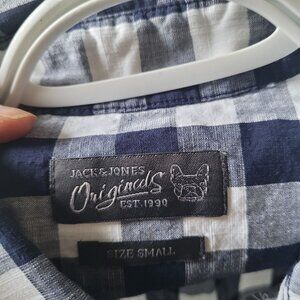 JACK & JONES
Originals
EST. 1990
SIZE SMALL